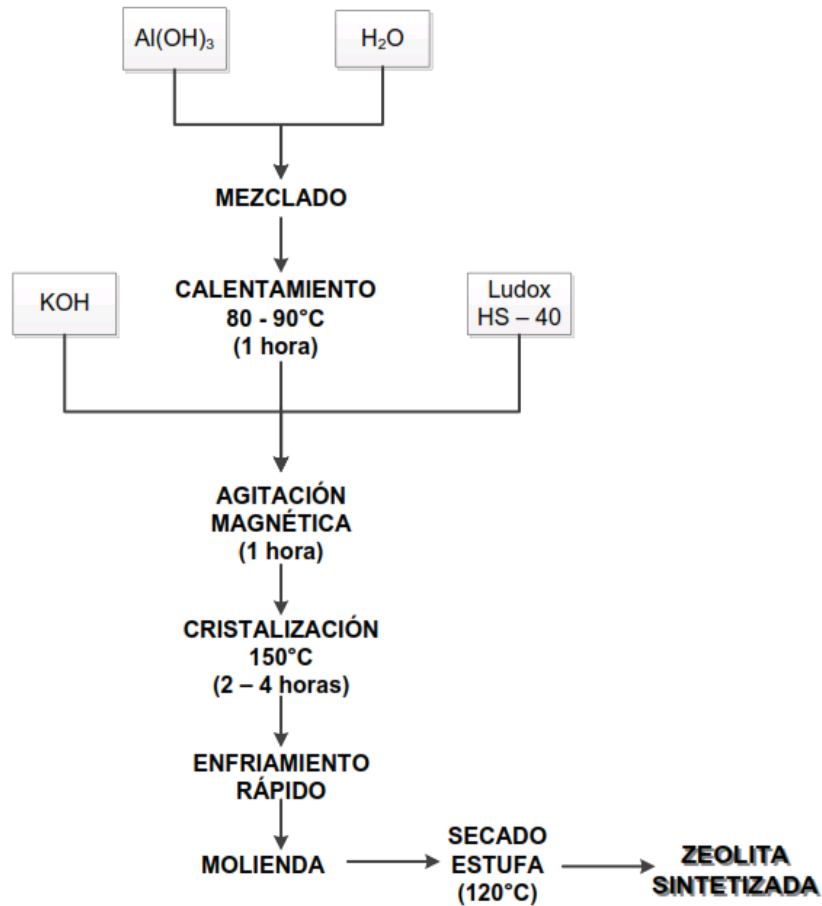 Al(OH)₃
H₂O
MEZCLADO
KOH
CALENTAMIENTO
80 - 90°C
(1 hora)
Ludox
HS – 40
AGITACIÓN
MAGNÉTICA
(1 hora)
CRISTALIZACIÓN
150°C
(2 – 4 horas)
ENFRIAMIENTO
RÁPIDO
MOLIENDA
SECADO
ESTUFA
(120°C)
ZEOLITA
SINTETIZADA